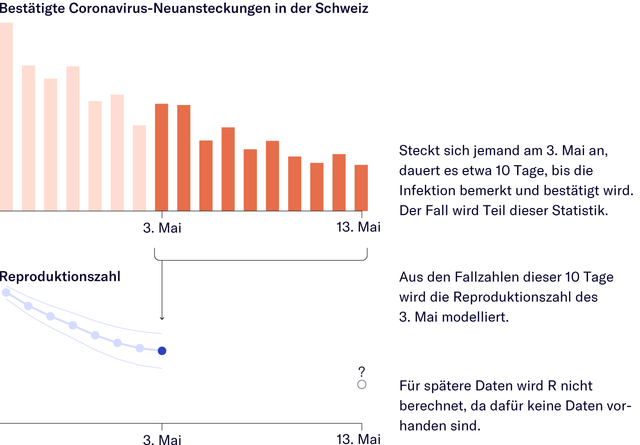 Bestätigte Coronavirus-Neuansteckungen in der Schweiz
Steckt sich jemand am 3. Mai an,
dauert es etwa 10 Tage, bis die
Infektion bemerkt und bestätigt wird.
Der Fall wird Teil dieser Statistik.
3. Mai
13. Mai
Reproduktionszahl
Aus den Fallzahlen dieser 10 Tage
wird die Reproduktionszahl des
3. Mai modelliert.
?
Für spätere Daten wird R nicht
berechnet, da dafür keine Daten vor-
handen sind.
3. Mai
13. Mai